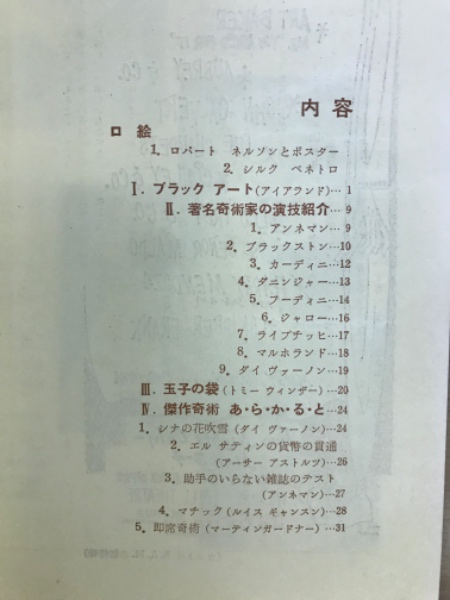 内容
口絵
1. ロバート ネルソンとポスター
2. シルク ペネトロ
Ⅰ. ブラック アート(アイアランド)… 1
Ⅱ. 著名奇術家の演技紹介… 9
1. アンネマン… 9
2. ブラックストン…10
3. カーディニ…12
4. ダニンジャー…13
5. フーディニ…14
6. ジャロー…16
7. ライプチッヒ…17
8. マルホランド…18
9. ダイ ヴァーノン…19
Ⅲ. 玉子の袋(トミー ウィンザー)…20
Ⅳ. 傑作奇術 あ・ら・か・る・と…24
1. シナの花吹雪(ダイ ヴァーノン)…24
2. エル サティンの貨幣の貫通
(アーサー アストルツ)…26
3. 助手のいらない雑誌のテスト
(アンネマン)…27
4. マチック(ルイス ギャンスン)…28
5. 即席奇術(マーティンガードナー)…31